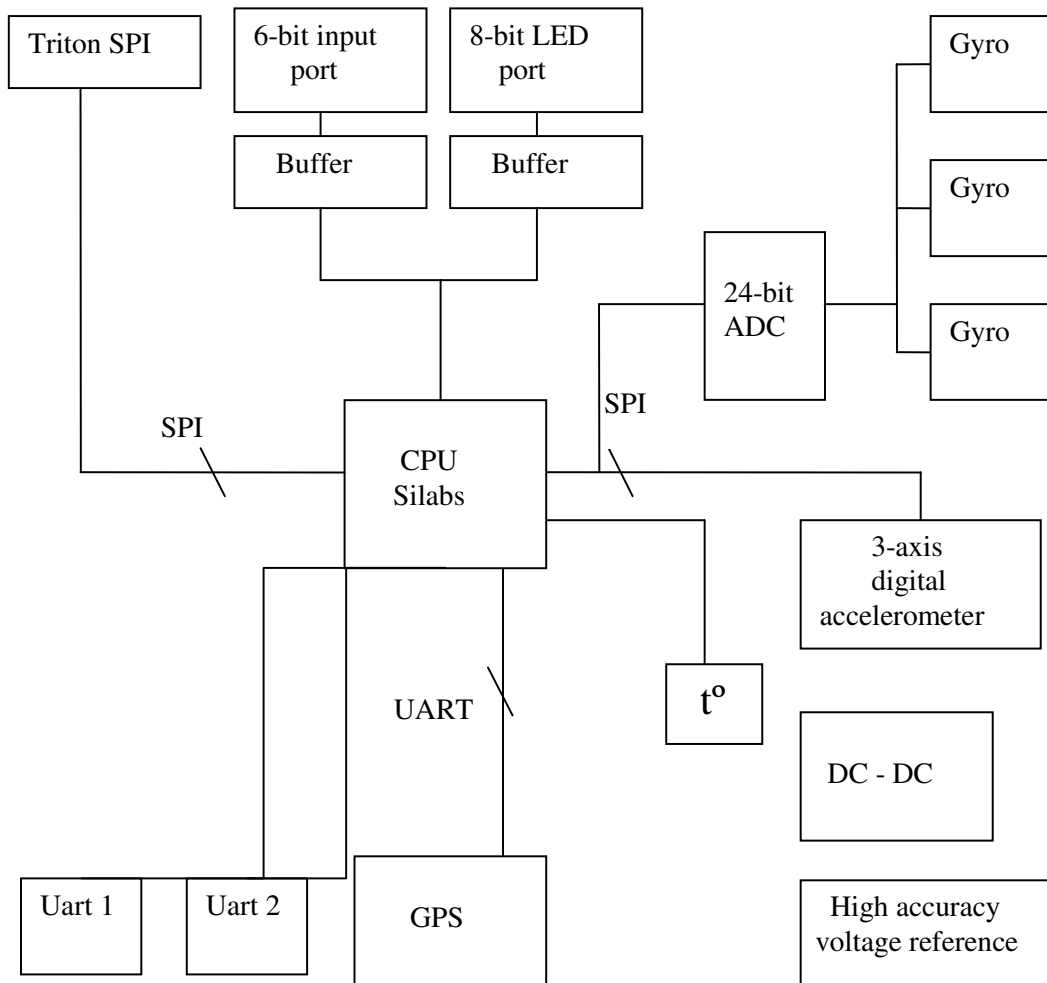 Triton SPI
6-bit input
port
8-bit LED
port
Gyro
Buffer
Buffer
Gyro
24-bit
ADC
Gyro
SPI
SPI
CPU
Silabs
3-axis
digital
accelerometer
UART
tº
DC - DC
Uart 1
Uart 2
GPS
High accuracy
voltage reference